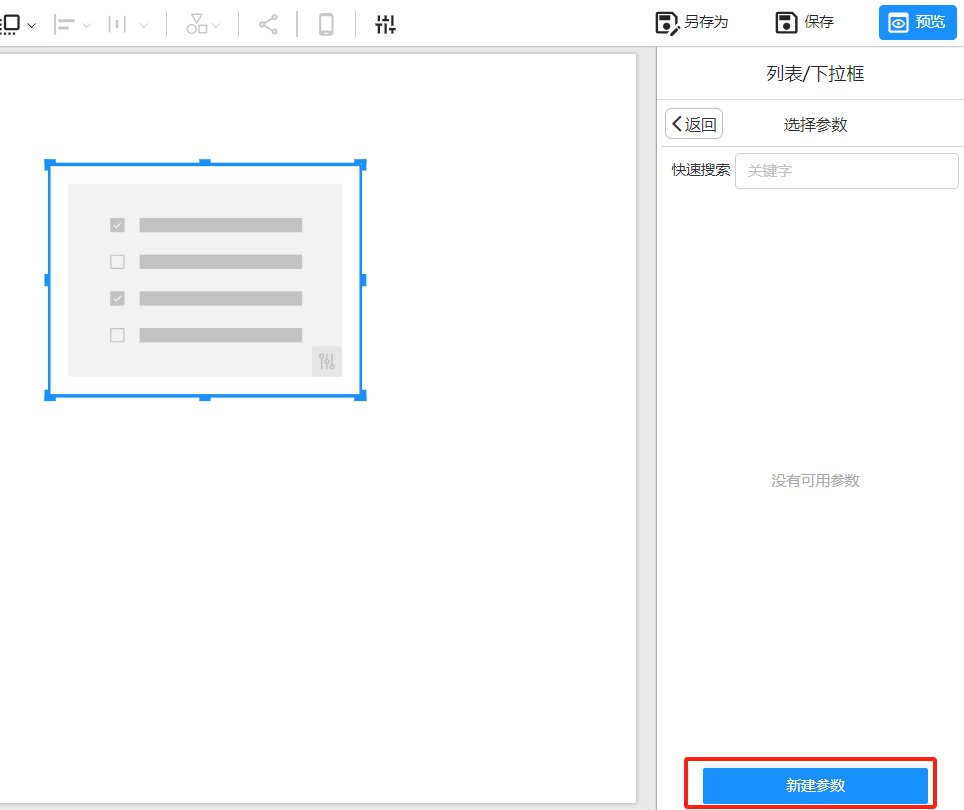 另存为 保存 预览
列表/下拉框
返回 选择参数
快速搜索 关键字
没有可用参数
新建参数